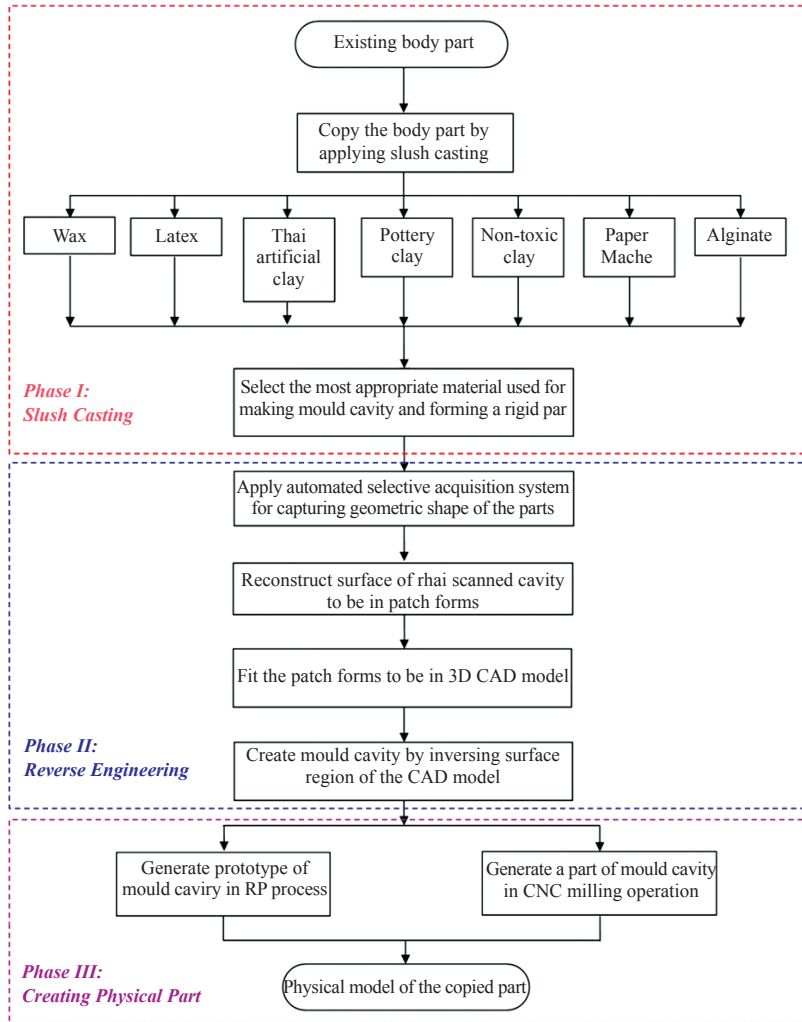 Existing body part
Copy the body part by
applying slush casting
Wax
Latex
Thai
artificial
clay
Pottery
clay
Non-toxic
clay
Paper
Mache
Alginate
Select the most appropriate material used for
making mould cavity and forming a rigid par
Phase I:
Slush Casting
Apply automated selective acquisition system
for capturing geometric shape of the parts
Reconstruct surface of rhai scanned cavity
to be in patch forms
Fit the patch forms to be in 3D CAD model
Phase II:
Reverse Engineering
Create mould cavity by inversing surface
region of the CAD model
Generate prototype of
mould caviry in RP process
Generate a part of mould cavity
in CNC milling operation
Phase III:
Creating Physical Part
Physical model of the copied part